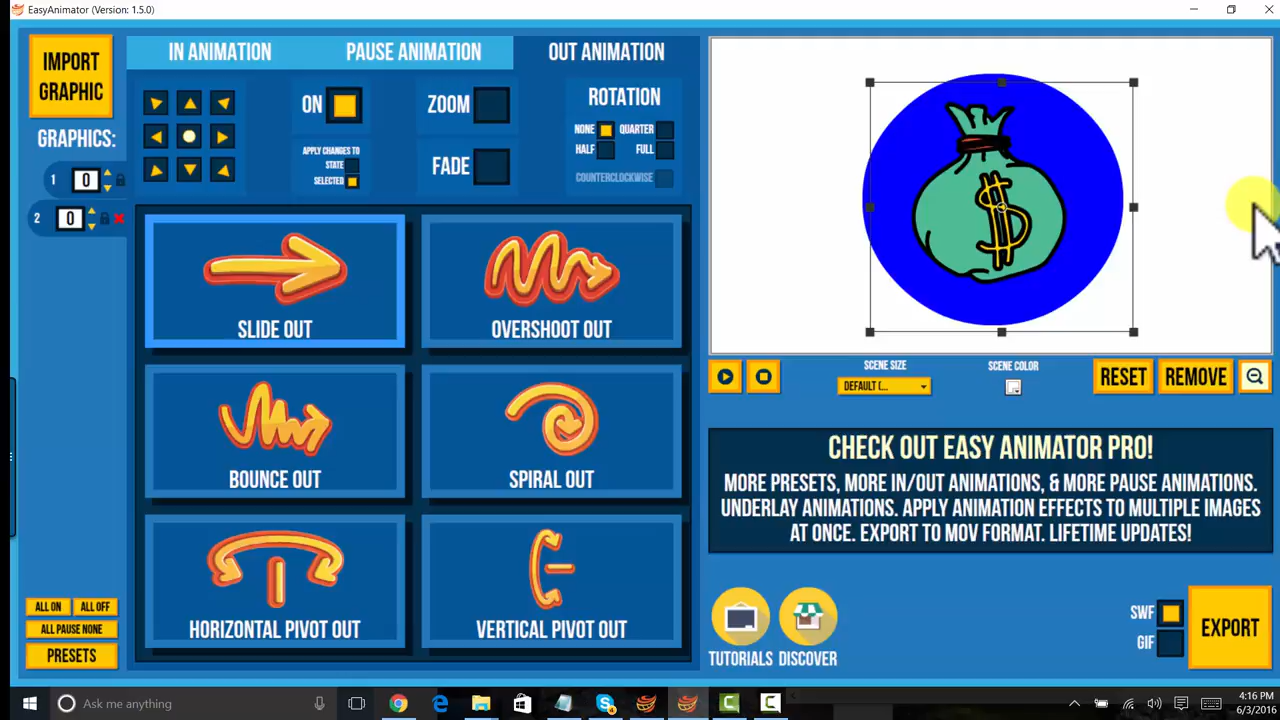 EasyAnimator (Version: 1.5.0)
IMPORT
GRAPHIC
GRAPHICS:
1 0
2 0
IN ANIMATION
PAUSE ANIMATION
OUT ANIMATION
ON
APPLY CHANGES TO
STATE
SELECTED
ZOOM
FADE
ROTATION
NONE QUARTER
HALF FULL
COUNTERCLOCKWISE
SLIDE OUT
OVERSHOOT OUT
BOUNCE OUT
SPIRAL OUT
HORIZONTAL PIVOT OUT
VERTICAL PIVOT OUT
ALL ON ALL OFF
ALL PAUSE NONE
PRESETS
$
SCENE SIZE
DEFAULT (...
SCENE COLOR
RESET
REMOVE
CHECK OUT EASY ANIMATOR PRO!
MORE PRESETS, MORE IN/OUT ANIMATIONS, & MORE PAUSE ANIMATIONS.
UNDERLAY ANIMATIONS. APPLY ANIMATION EFFECTS TO MULTIPLE IMAGES
AT ONCE. EXPORT TO MOV FORMAT. LIFETIME UPDATES!
TUTORIALS DISCOVER
SWF
GIF
EXPORT
Ask me anything
4:16 PM
6/3/2016